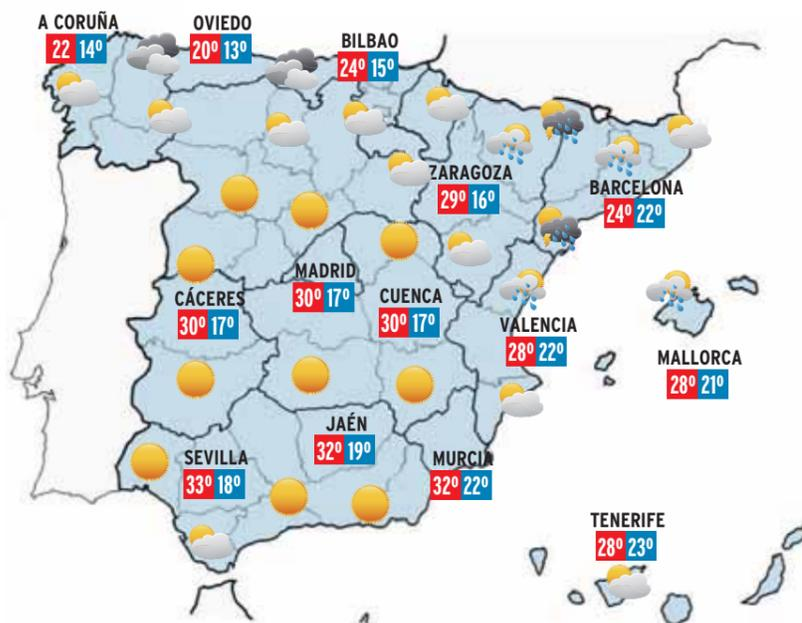 A CORUÑA
22 14º
OVIEDO
20º 13º
BILBAO
24º 15º
ZARAGOZA
29º 16º
BARCELONA
24º 22º
MADRID
30º 17º
CÁCERES
30º 17º
CUENCA
30º 17º
VALENCIA
28º 22º
MALLORCA
28º 21º
JAÉN
32º 19º
SEVILLA
33º 18º
MURCIA
32º 22º
TENERIFE
28º 23º